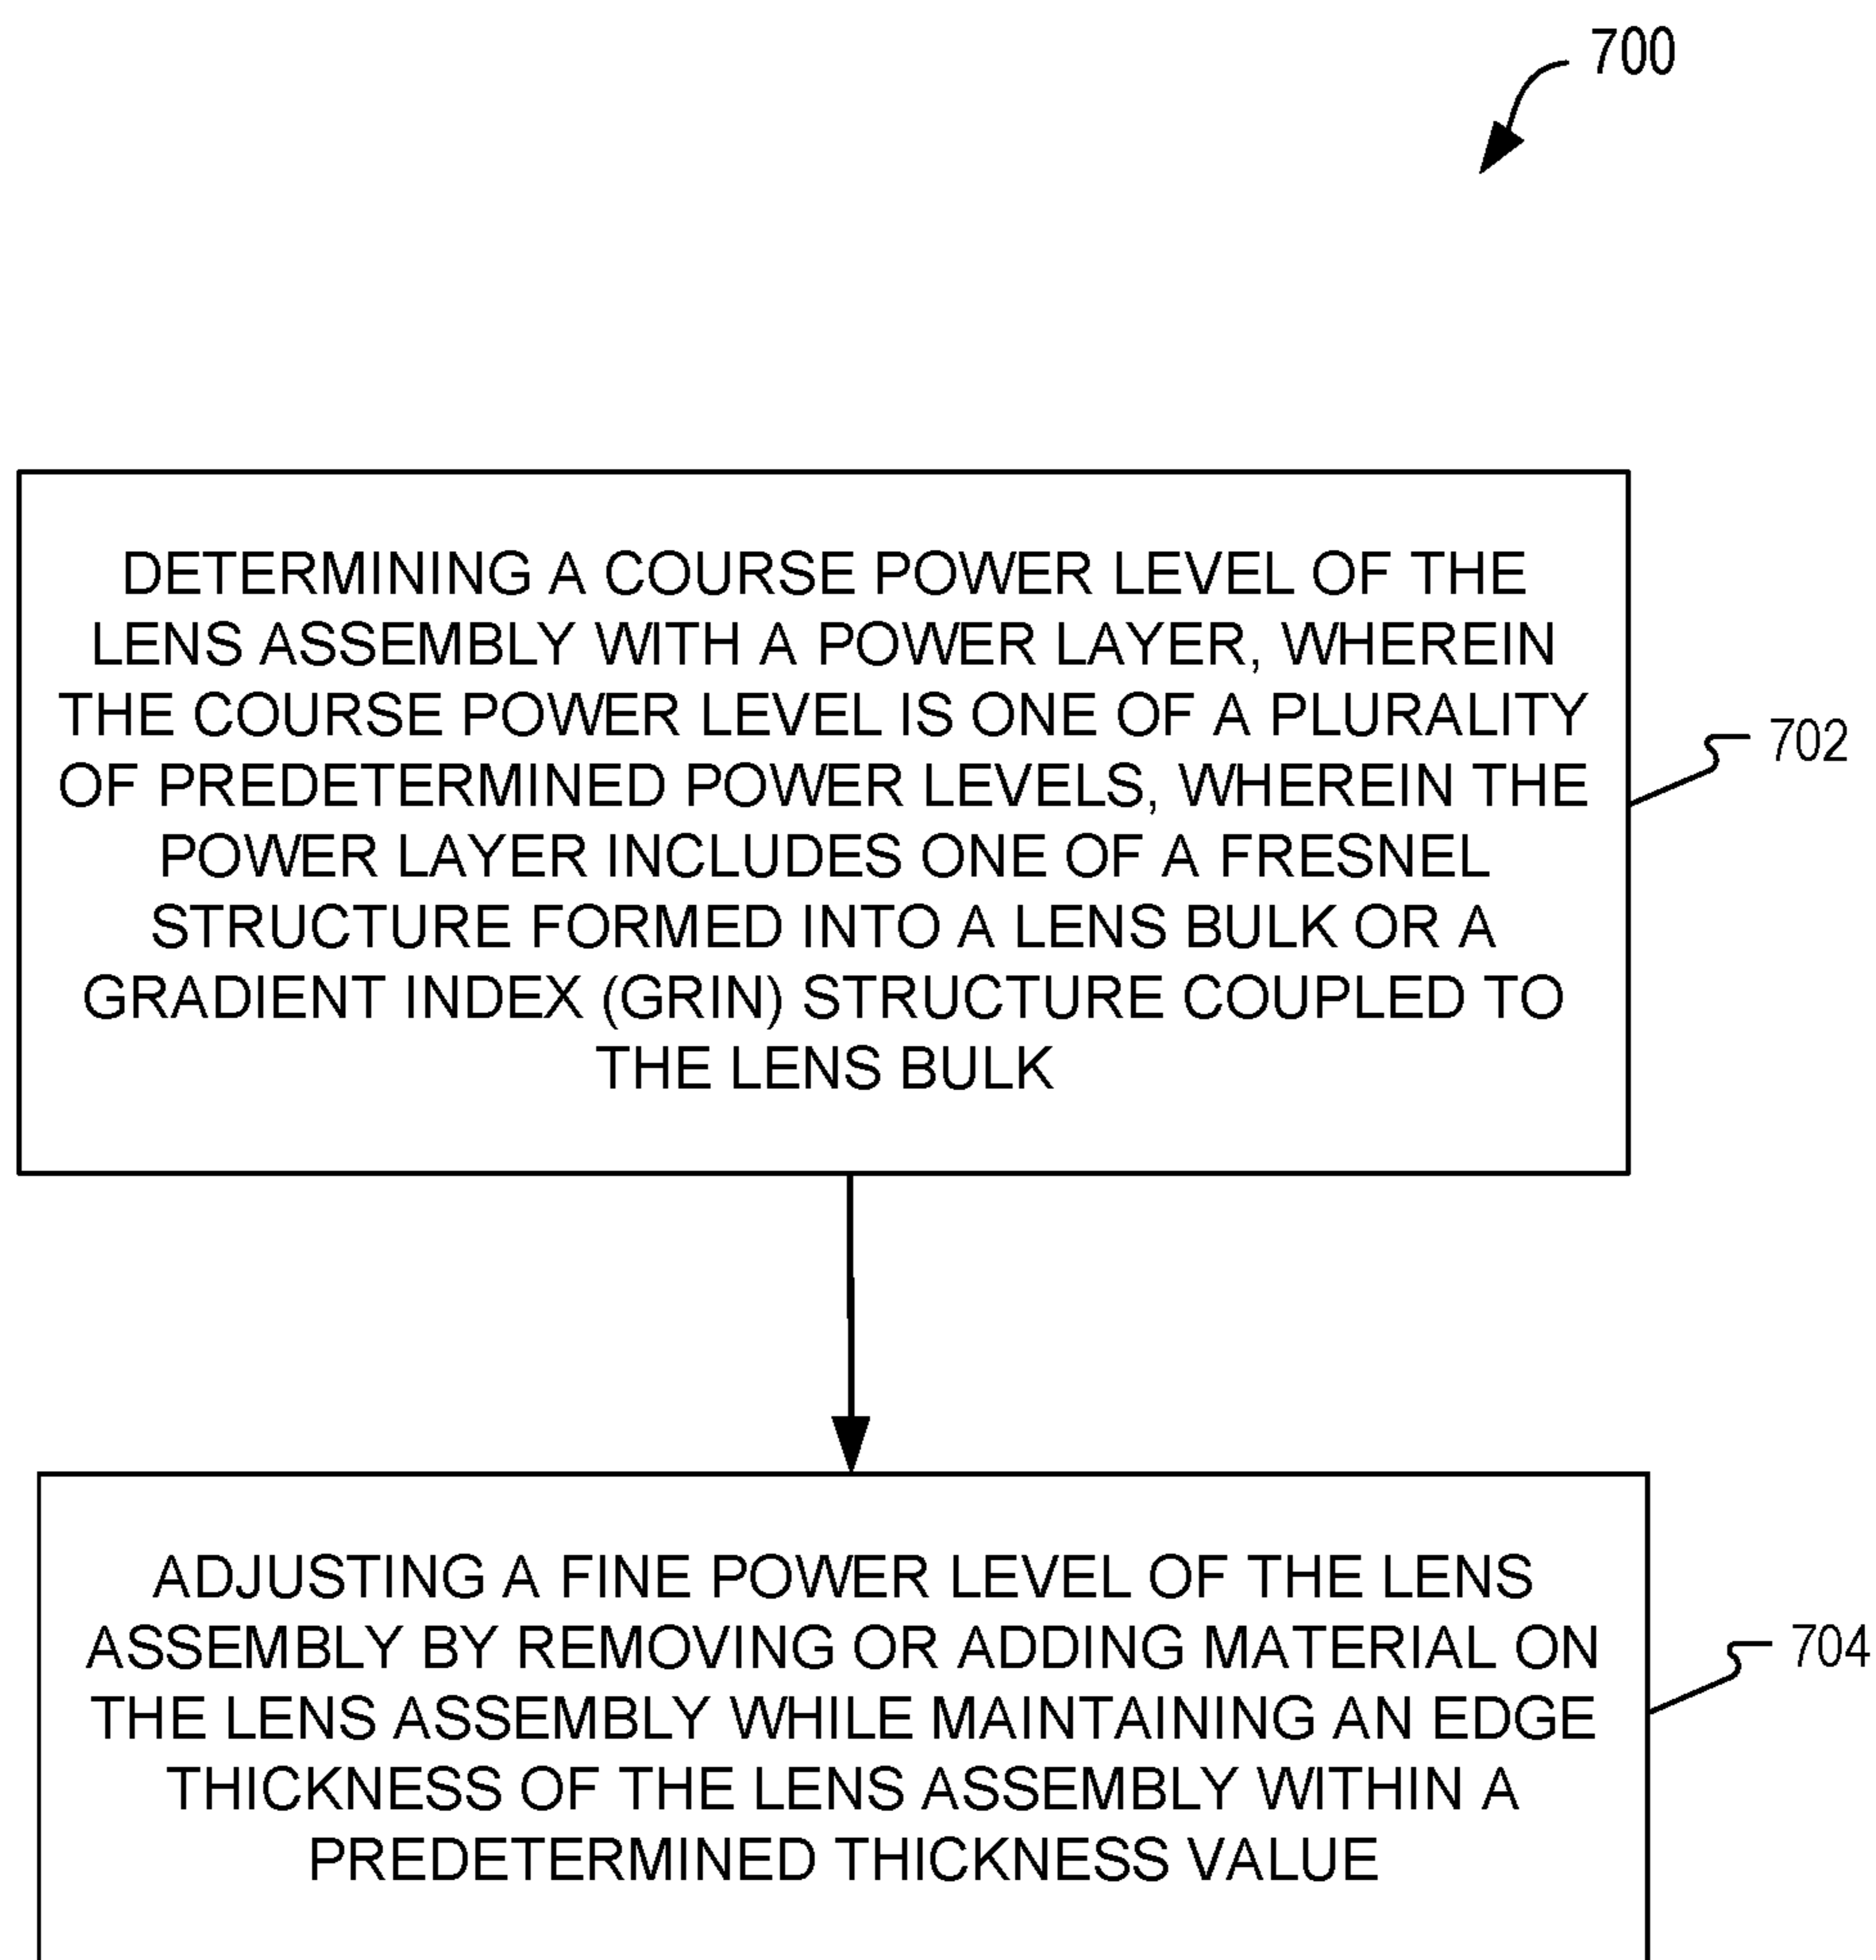 700
DETERMINING A COURSE POWER LEVEL OF THE
LENS ASSEMBLY WITH A POWER LAYER, WHEREIN
THE COURSE POWER LEVEL IS ONE OF A PLURALITY
OF PREDETERMINED POWER LEVELS, WHEREIN THE
POWER LAYER INCLUDES ONE OF A FRESNEL
STRUCTURE FORMED INTO A LENS BULK OR A
GRADIENT INDEX (GRIN) STRUCTURE COUPLED TO
THE LENS BULK
702
ADJUSTING A FINE POWER LEVEL OF THE LENS
ASSEMBLY BY REMOVING OR ADDING MATERIAL ON
THE LENS ASSEMBLY WHILE MAINTAINING AN EDGE
THICKNESS OF THE LENS ASSEMBLY WITHIN A
PREDETERMINED THICKNESS VALUE
704